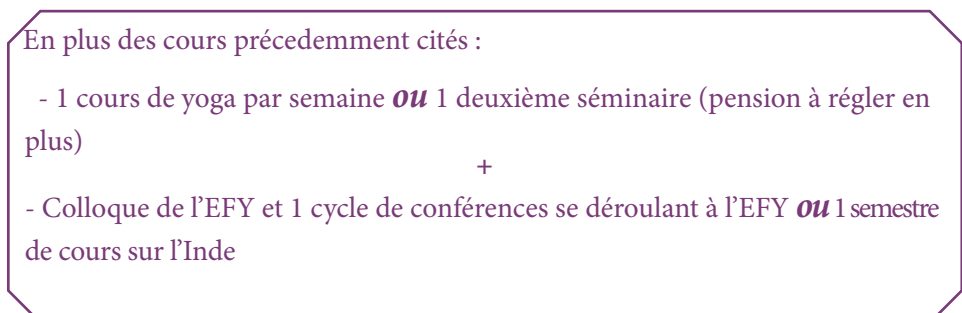 En plus des cours précedemment cités :
- 1 cours de yoga par semaine ou 1 deuxième séminaire (pension à régler en
plus)
+
- Colloque de l’EFY et 1 cycle de conférences se déroulant à l’EFY ou 1 semestre
de cours sur l’Inde